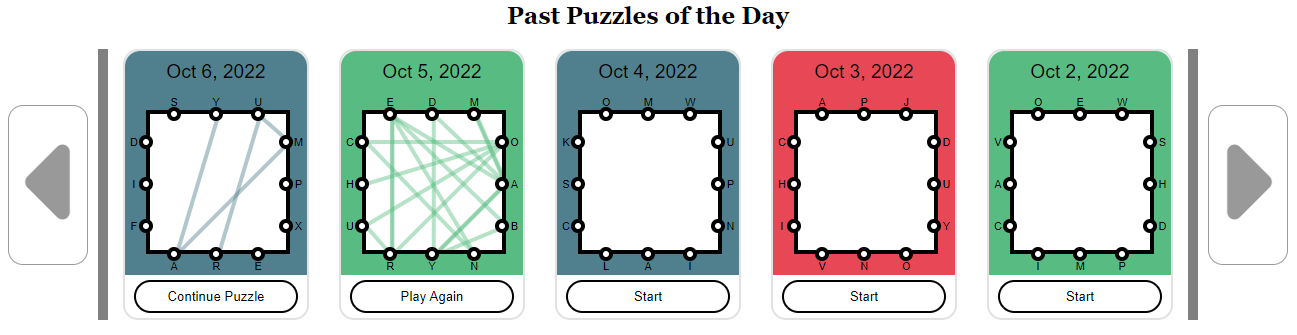 Past Puzzles of the Day
Oct 6, 2022
S Y U
D M
I P
F X
A R E
Continue Puzzle
Oct 5, 2022
E D M
C O
H A
U B
R Y N
Play Again
Oct 4, 2022
O M W
K U
S P
C N
L A I
Start
Oct 3, 2022
A P J
C D
H U
I Y
V N O
Start
Oct 2, 2022
O E W
V S
A H
C D
I M P
Start